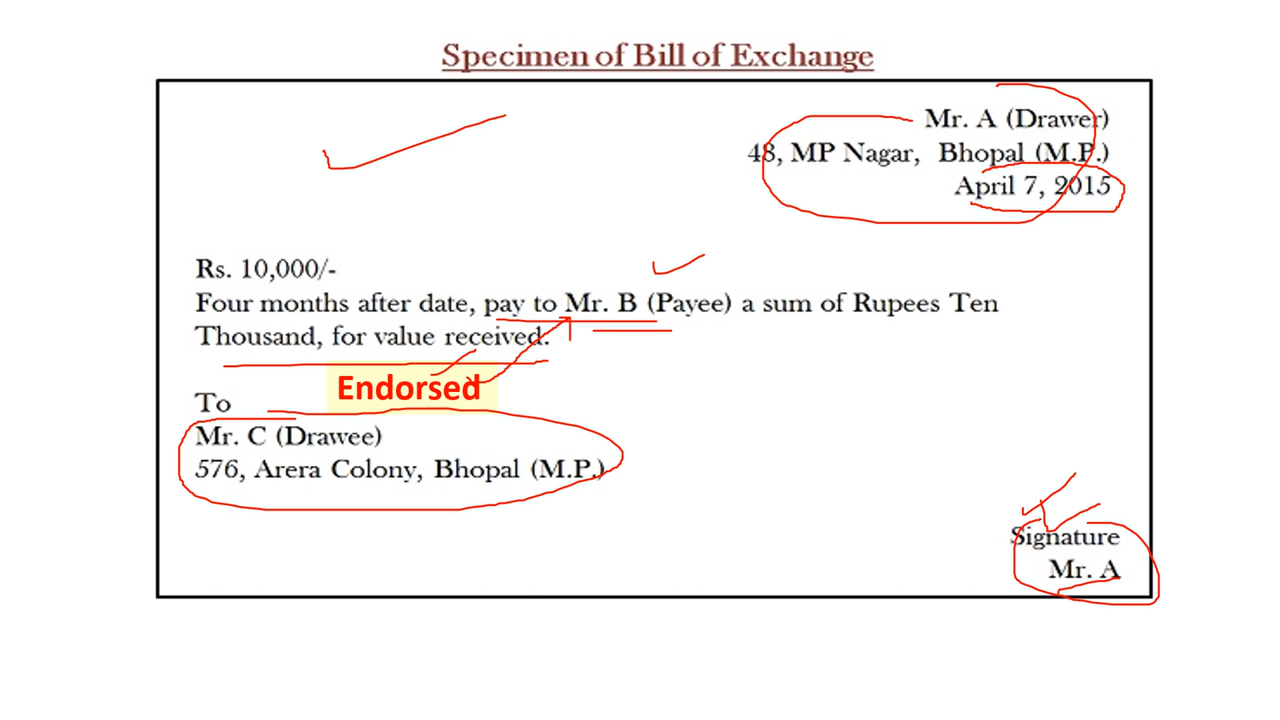 Specimen of Bill of Exchange
Mr. A (Drawer)
48, MP Nagar, Bhopal (M.P.)
April 7, 2015
Rs. 10,000/-
Four months after date, pay to Mr. B (Payee) a sum of Rupees Ten
Thousand, for value received.
Endorsed
To
Mr. C (Drawee)
576, Arera Colony, Bhopal (M.P.)
Signature
Mr. A